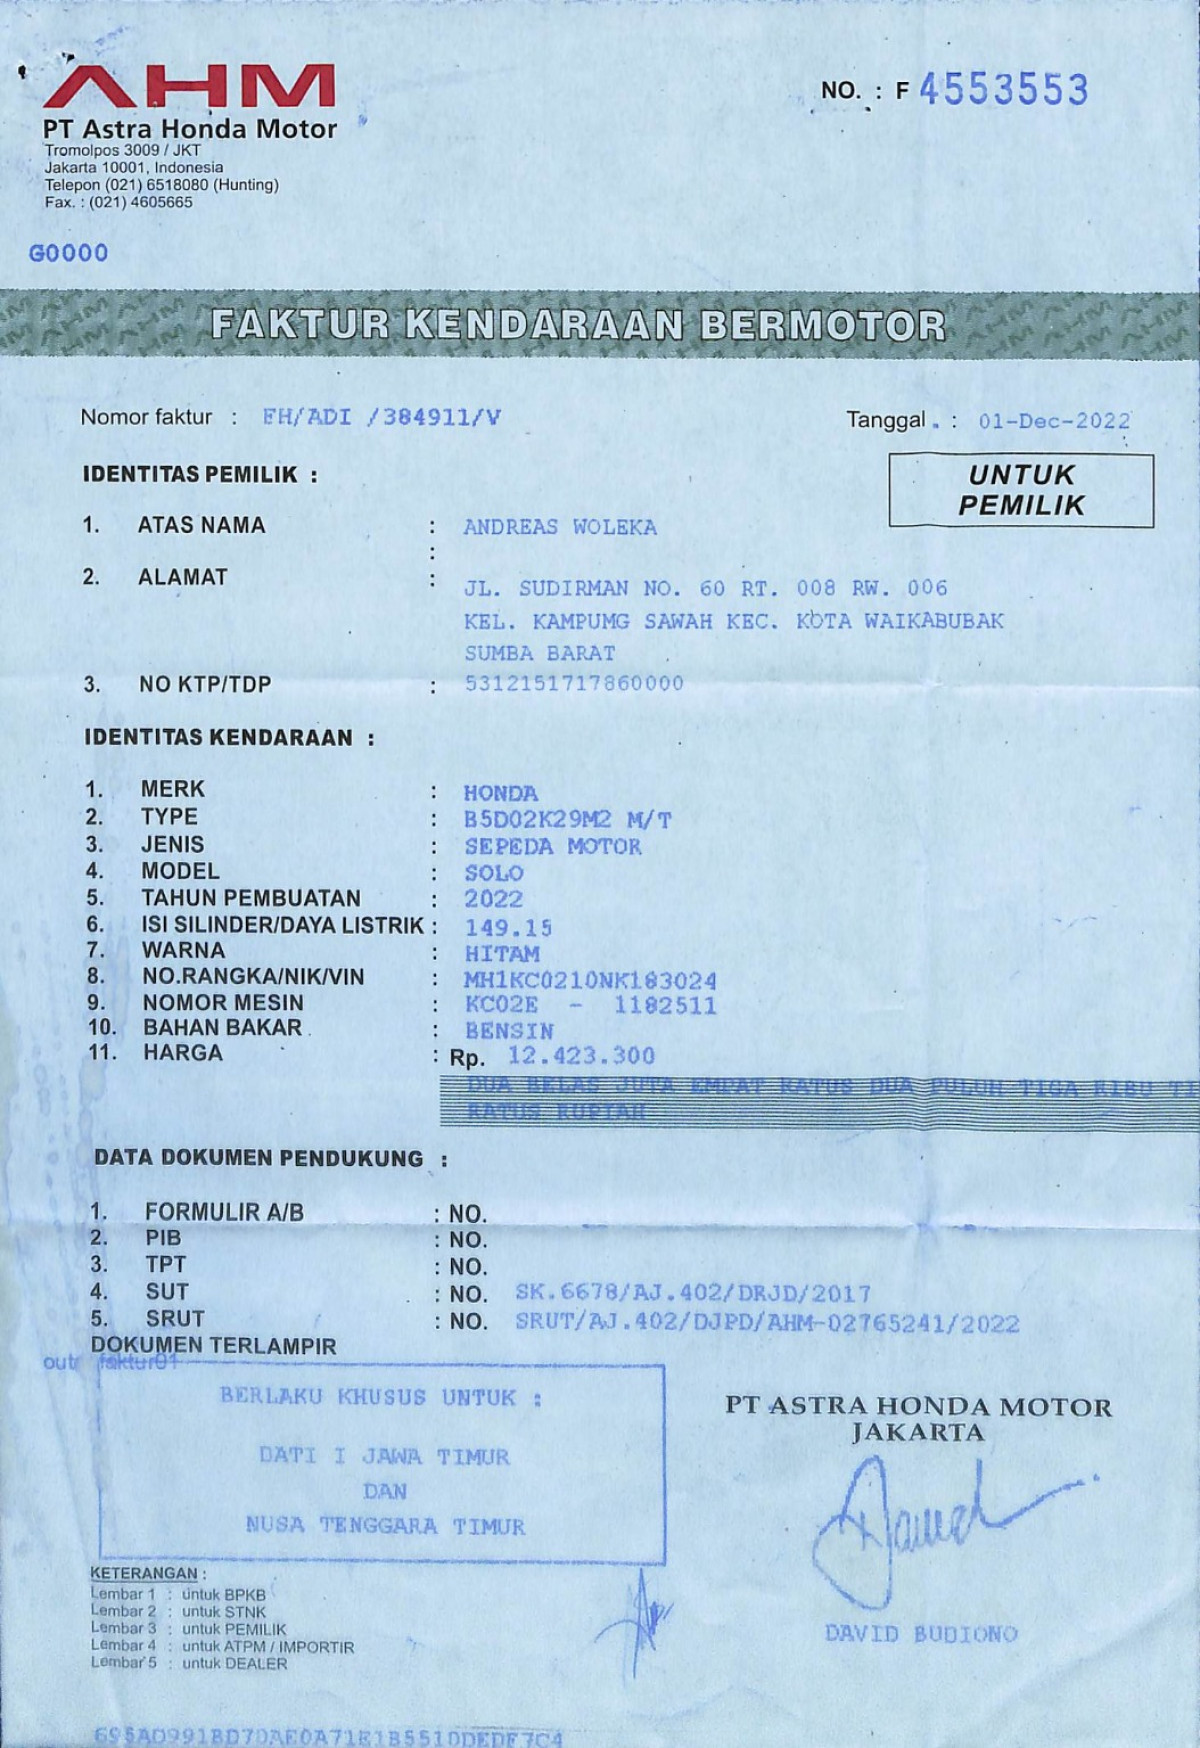 AHM
NO. : F 4553553
PT Astra Honda Motor
Tromolpos 3009 / JKT
Jakarta 10001, Indonesia
Telepon (021) 6518080 (Hunting)
Fax. : (021) 4605665
G0000
FAKTUR KENDARAAN BERMOTOR
Nomor faktur : FH/ADI /384911/V
Tanggal . : 01-Dec-2022
IDENTITAS PEMILIK :
UNTUK
PEMILIK
1. ATAS NAMA : ANDREAS WOLEKA
:
2. ALAMAT : JL. SUDIRMAN NO. 60 RT. 008 RW. 006
KEL. KAMPUMG SAWAH KEC. KOTA WAIKABUBAK
SUMBA BARAT
3. NO KTP/TDP : 5312151717860000
IDENTITAS KENDARAAN :
1. MERK : HONDA
2. TYPE : B5D02K29M2 M/T
3. JENIS : SEPEDA MOTOR
4. MODEL : SOLO
5. TAHUN PEMBUATAN : 2022
6. ISI SILINDER/DAYA LISTRIK : 149.15
7. WARNA : HITAM
8. NO.RANGKA/NIK/VIN : MH1KC0210NK183024
9. NOMOR MESIN : KC02E - 1182511
10. BAHAN BAKAR : BENSIN
11. HARGA : Rp. 12.423.300
DUA BELAS JUTA EMPAT RATUS DUA PULUH TIGA RIBU TI
RATUS RUPIAH
DATA DOKUMEN PENDUKUNG :
1. FORMULIR A/B : NO.
2. PIB : NO.
3. TPT : NO.
4. SUT : NO. SK.6678/AJ.402/DRJD/2017
5. SRUT : NO. SRUT/AJ.402/DJPD/AHM-02765241/2022
DOKUMEN TERLAMPIR
faktur01
BERLAKU KHUSUS UNTUK :
DATI I JAWA TIMUR
DAN
NUSA TENGGARA TIMUR
PT ASTRA HONDA MOTOR
JAKARTA
DAVID BUDIONO
KETERANGAN :
Lembar 1 : untuk BPKB
Lembar 2 : untuk STNK
Lembar 3 : untuk PEMILIK
Lembar 4 : untuk ATPM / IMPORTIR
Lembar 5 : untuk DEALER